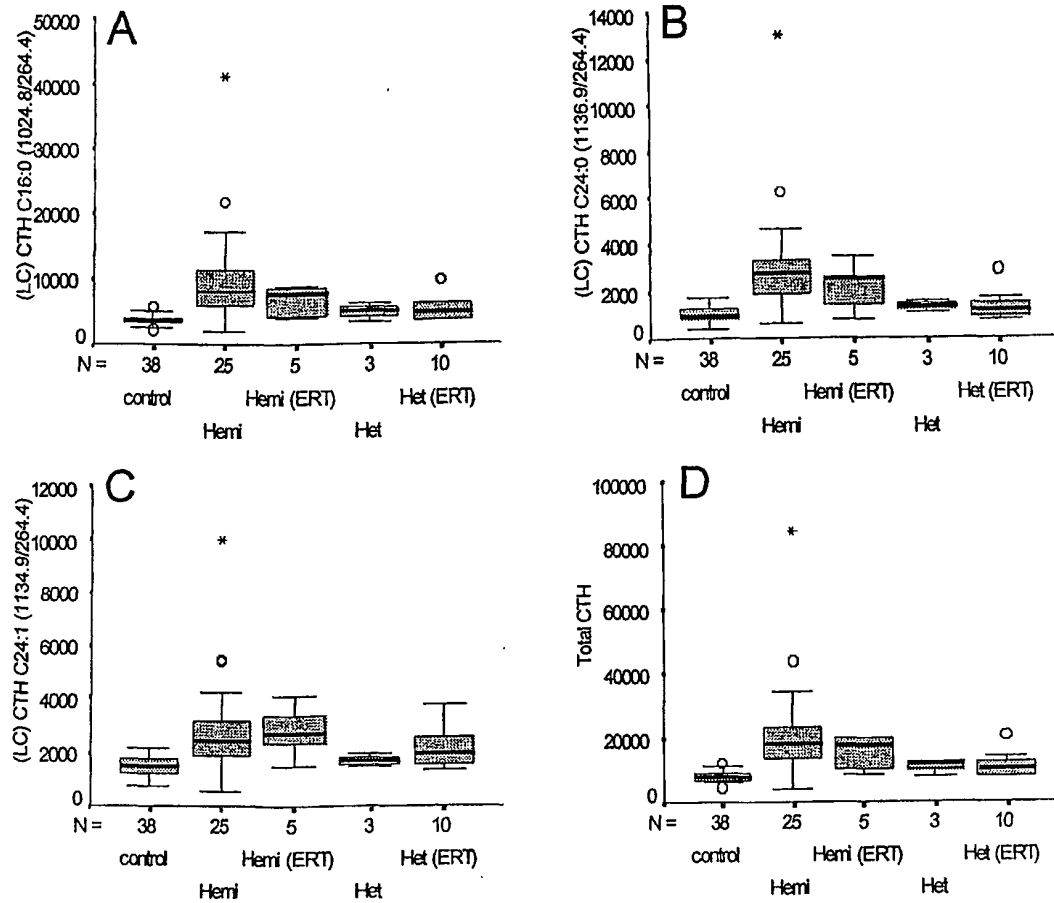 A
(LC) CTH C16:0 (1024.8/264.4)
50000
40000
30000
20000
10000
0
N = 38 25 5 3 10
control Hemi (ERT) Het (ERT)
Hemi Het
B
(LC) CTH C24:0 (1136.9/264.4)
14000
12000
10000
8000
6000
4000
2000
0
N = 38 25 5 3 10
control Hemi (ERT) Het (ERT)
Hemi Het
C
(LC) CTH C24:1 (1134.9/264.4)
12000
10000
8000
6000
4000
2000
0
N = 38 25 5 3 10
control Hemi (ERT) Het (ERT)
Hemi Het
D
Total CTH
100000
80000
60000
40000
20000
0
N = 38 25 5 3 10
control Hemi (ERT) Het (ERT)
Hemi Het